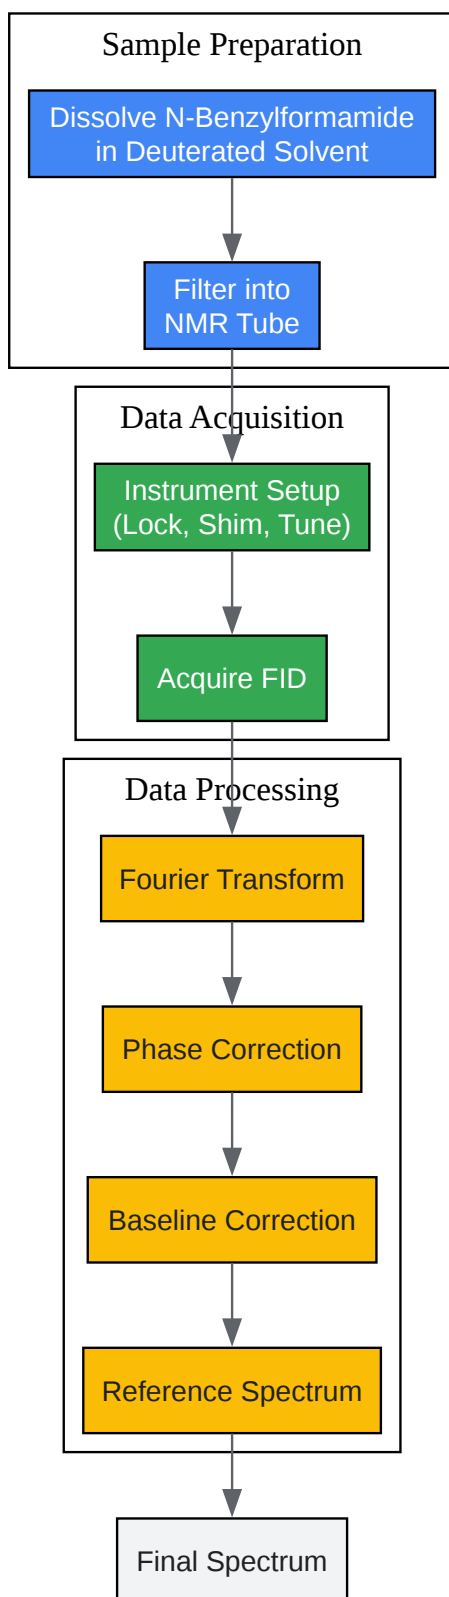 Sample Preparation
Dissolve N-Benzylformamide
in Deuterated Solvent
Filter into
NMR Tube
Data Acquisition
Instrument Setup
(Lock, Shim, Tune)
Acquire FID
Data Processing
Fourier Transform
Phase Correction
Baseline Correction
Reference Spectrum
Final Spectrum